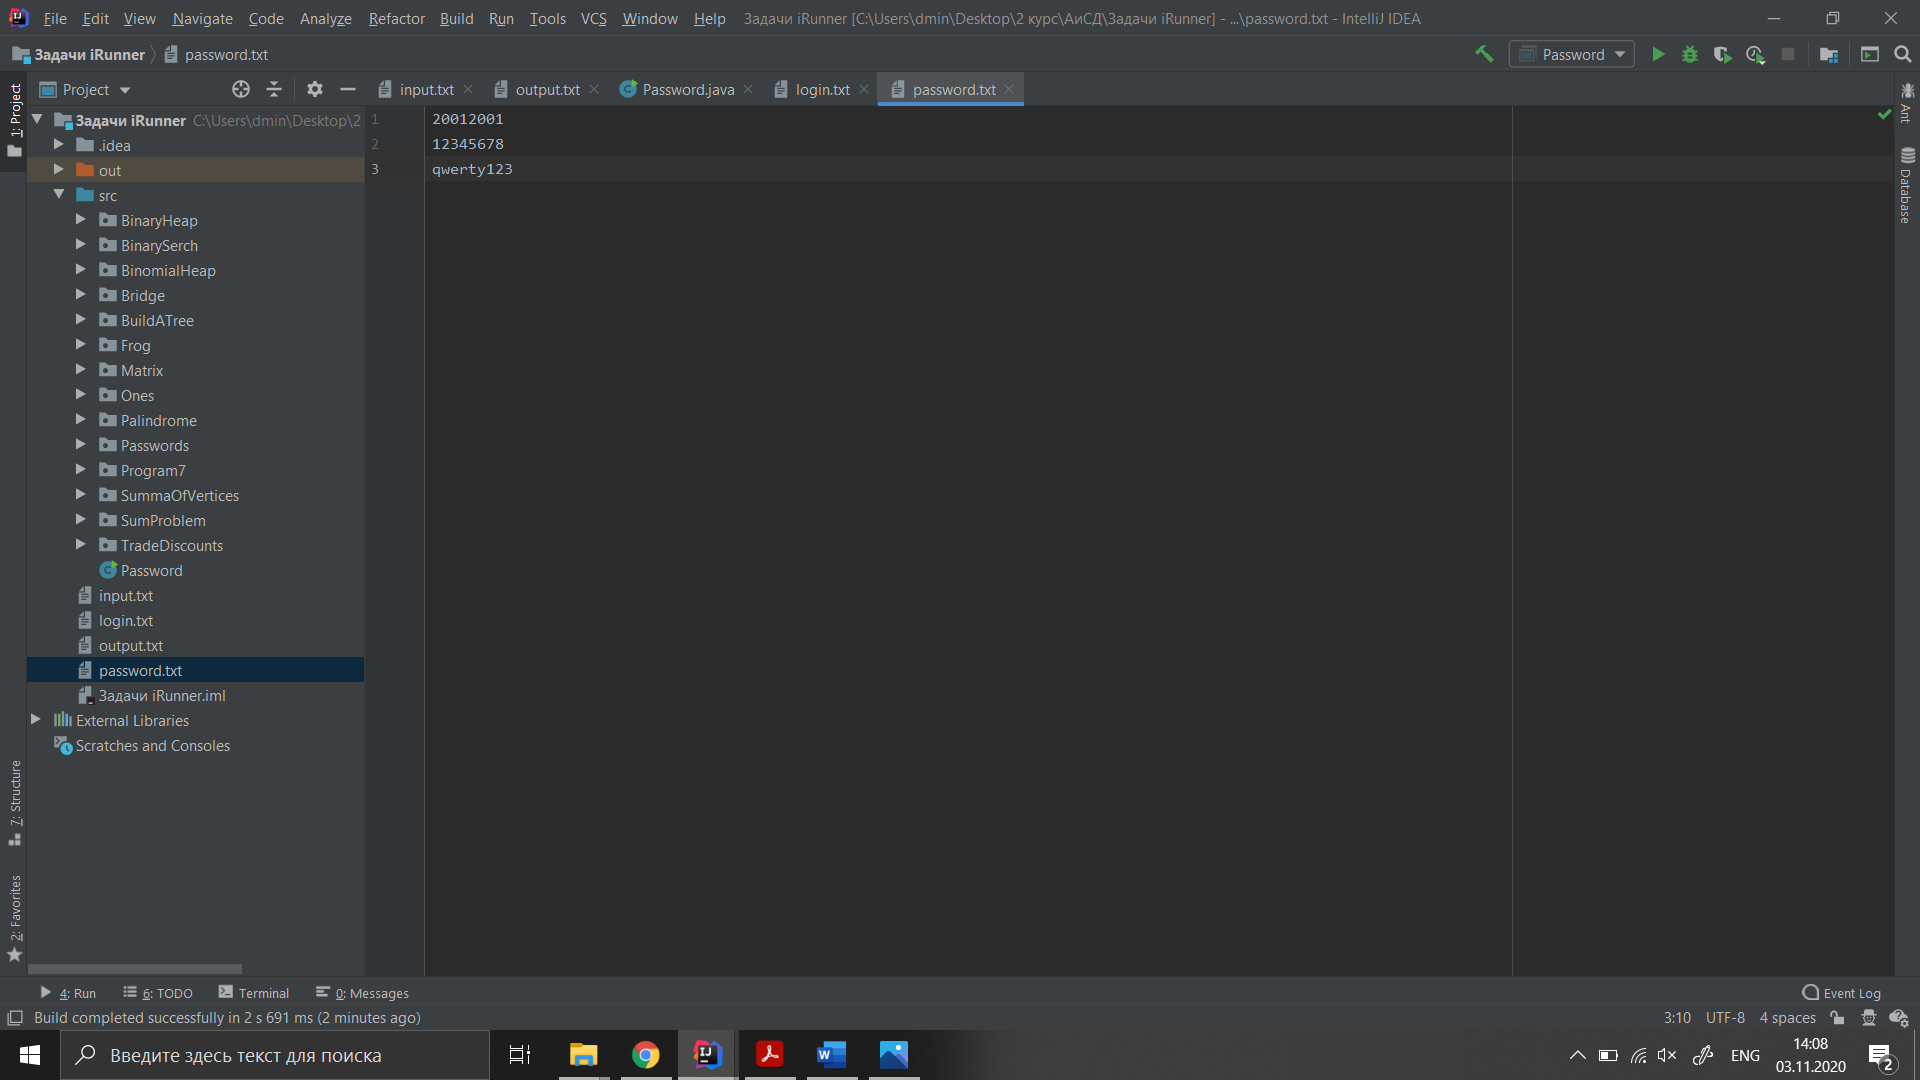 File Edit View Navigate Code Analyze Refactor Build Run Tools VCS Window Help Задачи iRunner [C:\Users\dmin\Desktop\2 курс\АиСД\Задачи iRunner] - ...\password.txt - IntelliJ IDEA
Задачи iRunner password.txt Password
Project input.txt output.txt Password.java login.txt password.txt
1: Project
Задачи iRunner C:\Users\dmin\Desktop\2
.idea
out
src
BinaryHeap
BinarySerch
BinomialHeap
Bridge
BuildATree
Frog
Matrix
Ones
Palindrome
Passwords
Program7
SummaOfVertices
SumProblem
TradeDiscounts
Password
input.txt
login.txt
output.txt
password.txt
Задачи iRunner.iml
External Libraries
Scratches and Consoles
7: Structure
2: Favorites
1 20012001
2 12345678
3 qwerty123
Ant
Database
4: Run 6: TODO Terminal 0: Messages Event Log
Build completed successfully in 2 s 691 ms (2 minutes ago) 3:10 UTF-8 4 spaces
Введите здесь текст для поиска ENG 14:08
03.11.2020 2